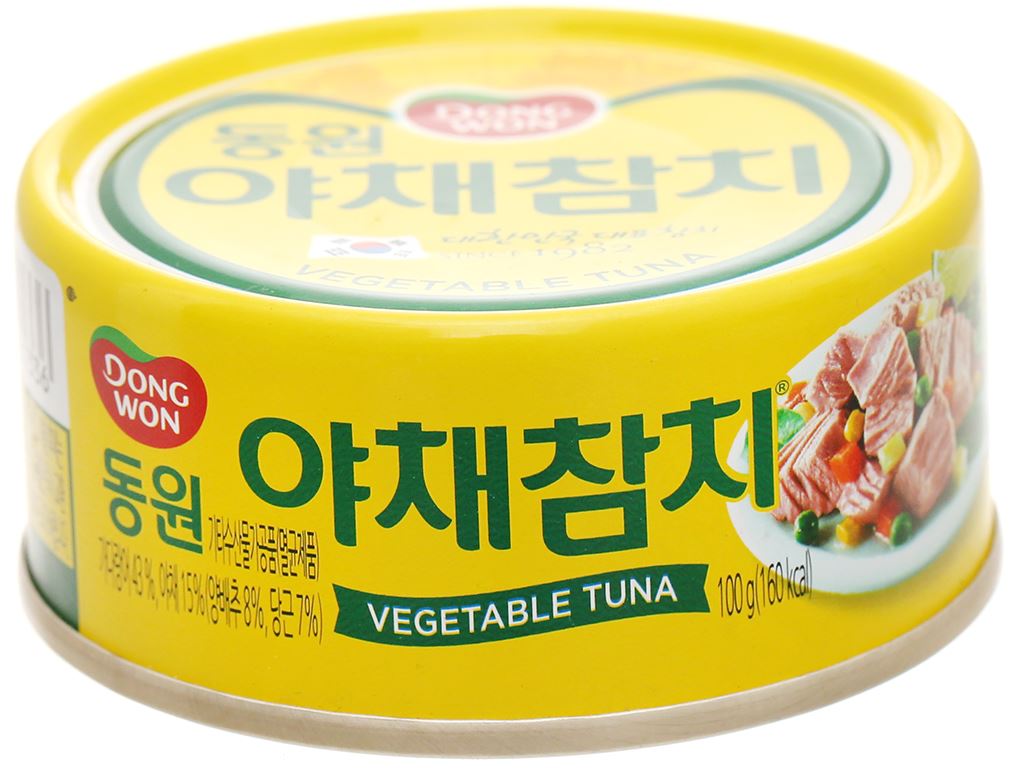 DONG
WON
동원
야채참치
대한민국 대표 참치
SINCE 1982
VEGETABLE TUNA
DONG
WON
동원
야채참치®
기타수산물가공품(멸균제품)
가다랑어 43%, 야채 15%(양배추 8%, 당근 7%)
VEGETABLE TUNA
100 g(160 kcal)